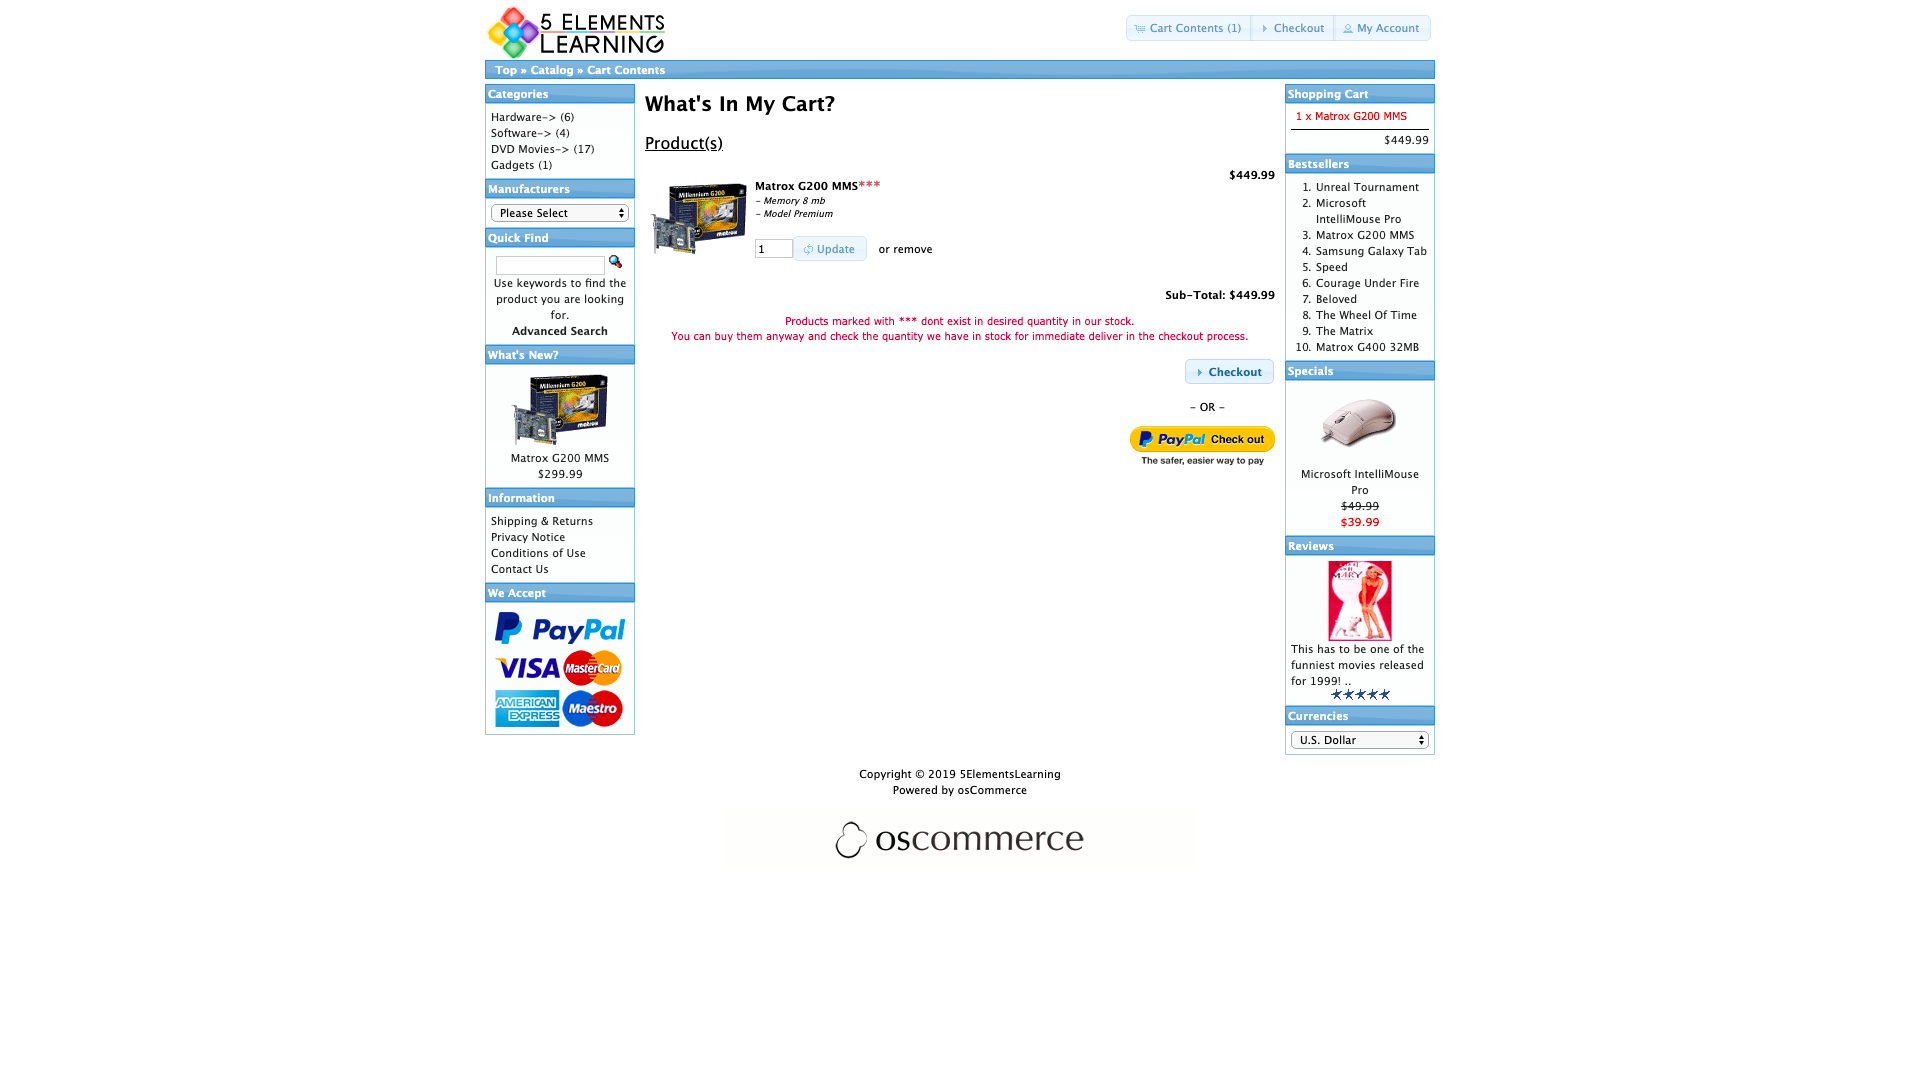 5 ELEMENTS
LEARNING
Cart Contents (1)
Checkout
My Account
Top » Catalog » Cart Contents
Categories
Hardware-> (6)
Software-> (4)
DVD Movies-> (17)
Gadgets (1)
Manufacturers
Please Select
Quick Find
Use keywords to find the
product you are looking
for.
Advanced Search
What's New?
Millennium G200
matrox
Matrox G200 MMS
$299.99
Information
Shipping & Returns
Privacy Notice
Conditions of Use
Contact Us
We Accept
PayPal
VISA MasterCard
AMERICAN EXPRESS Maestro
What's In My Cart?
Product(s)
Millennium G200
matrox
Matrox G200 MMS***
$449.99
- Memory 8 mb
- Model Premium
1 Update or remove
Sub-Total: $449.99
Products marked with *** dont exist in desired quantity in our stock.
You can buy them anyway and check the quantity we have in stock for immediate deliver in the checkout process.
Checkout
- OR -
PayPal Check out
The safer, easier way to pay
Shopping Cart
1 x Matrox G200 MMS
$449.99
Bestsellers
1. Unreal Tournament
2. Microsoft
IntelliMouse Pro
3. Matrox G200 MMS
4. Samsung Galaxy Tab
5. Speed
6. Courage Under Fire
7. Beloved
8. The Wheel Of Time
9. The Matrix
10. Matrox G400 32MB
Specials
Microsoft IntelliMouse
Pro
$49.99
$39.99
Reviews
MARY
This has to be one of the
funniest movies released
for 1999! ..
Currencies
U.S. Dollar
Copyright © 2019 5ElementsLearning
Powered by osCommerce
oscommerce